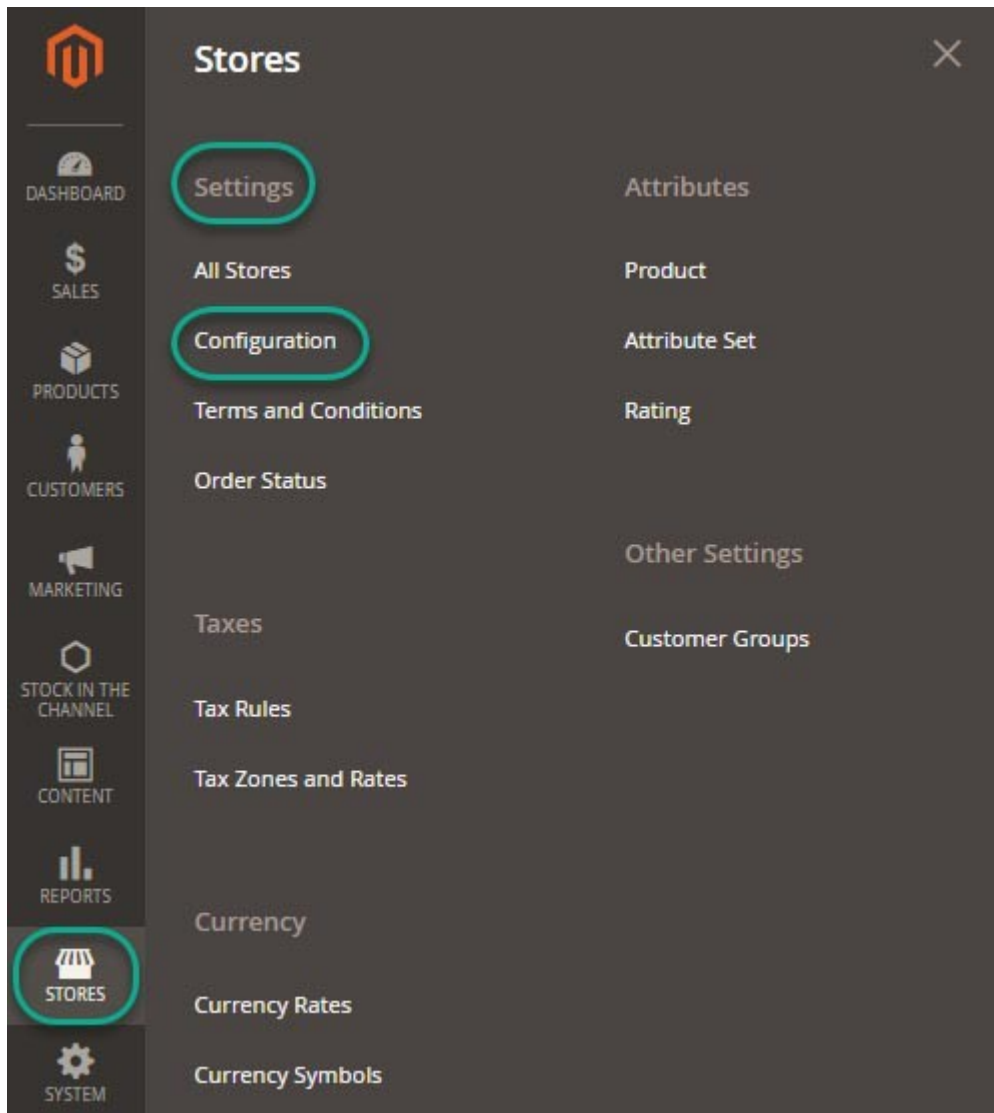 DASHBOARD
SALES
PRODUCTS
CUSTOMERS
MARKETING
STOCK IN THE
CHANNEL
CONTENT
REPORTS
STORES
SYSTEM
Stores
Settings
All Stores
Configuration
Terms and Conditions
Order Status
Taxes
Tax Rules
Tax Zones and Rates
Currency
Currency Rates
Currency Symbols
Attributes
Product
Attribute Set
Rating
Other Settings
Customer Groups